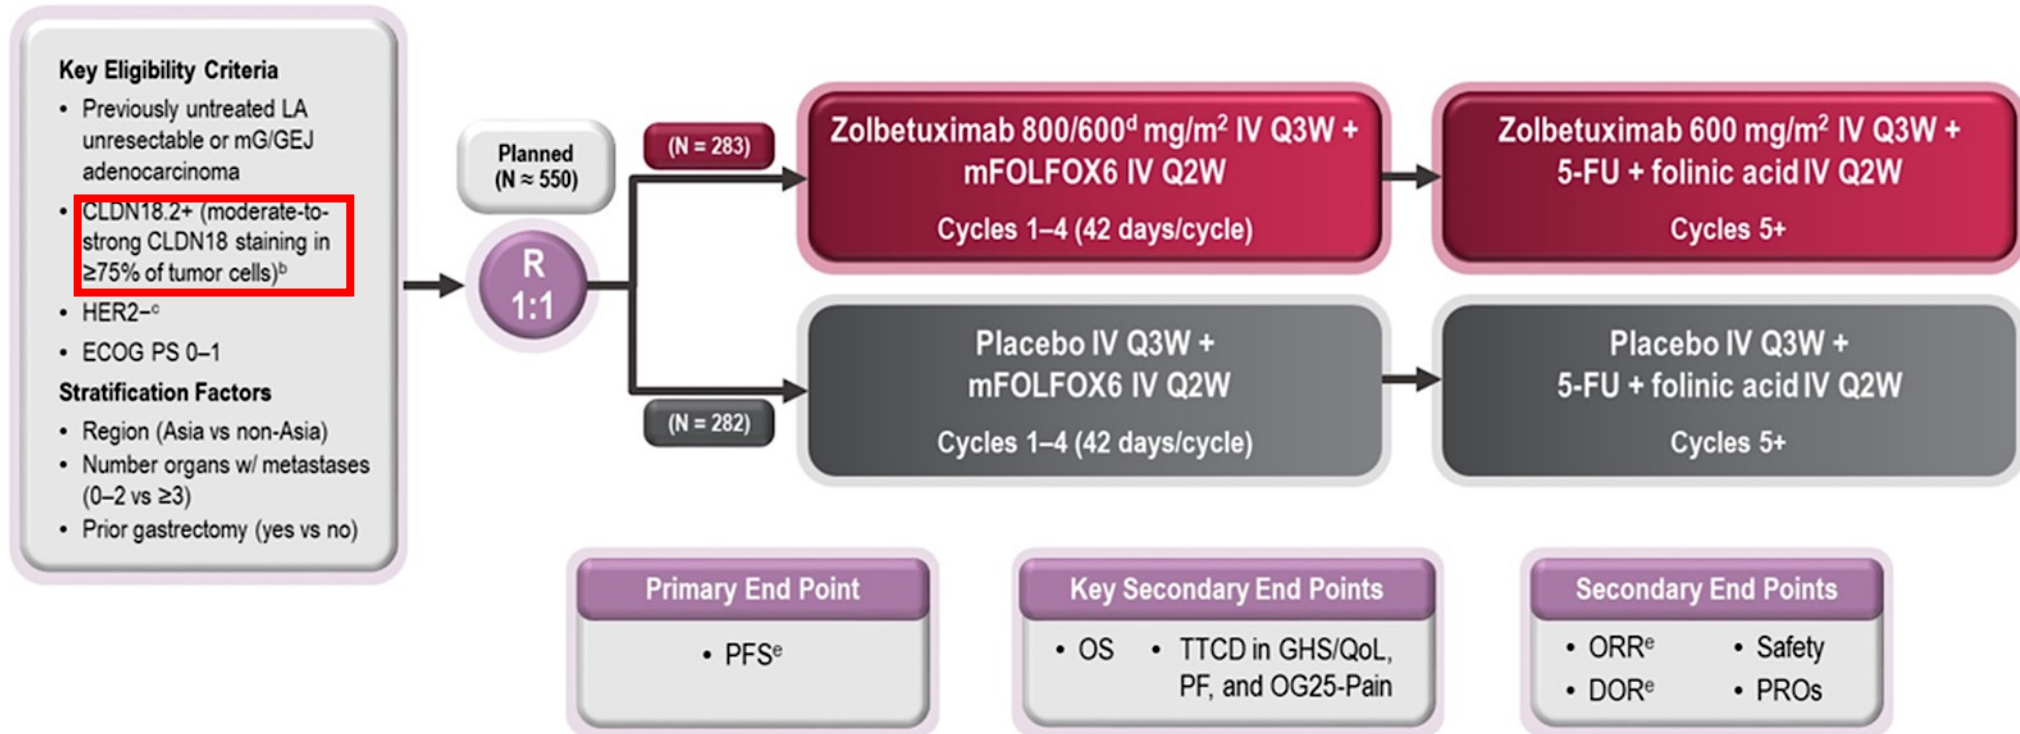 Key Eligibility Criteria
• Previously untreated LA
unresectable or mG/GEJ
adenocarcinoma
• CLDN18.2+ (moderate-to-
strong CLDN18 staining in
≥75% of tumor cells)ᵇ
• HER2−ᶜ
• ECOG PS 0–1
Stratification Factors
• Region (Asia vs non-Asia)
• Number organs w/ metastases
(0–2 vs ≥3)
• Prior gastrectomy (yes vs no)
Planned
(N ≈ 550)
R
1:1
(N = 283)
Zolbetuximab 800/600ᵈ mg/m² IV Q3W +
mFOLFOX6 IV Q2W
Cycles 1–4 (42 days/cycle)
Zolbetuximab 600 mg/m² IV Q3W +
5-FU + folinic acid IV Q2W
Cycles 5+
(N = 282)
Placebo IV Q3W +
mFOLFOX6 IV Q2W
Cycles 1–4 (42 days/cycle)
Placebo IV Q3W +
5-FU + folinic acid IV Q2W
Cycles 5+
Primary End Point
• PFSᵉ
Key Secondary End Points
• OS • TTCD in GHS/QoL,
PF, and OG25-Pain
Secondary End Points
• ORRᵉ • Safety
• DORᵉ • PROs